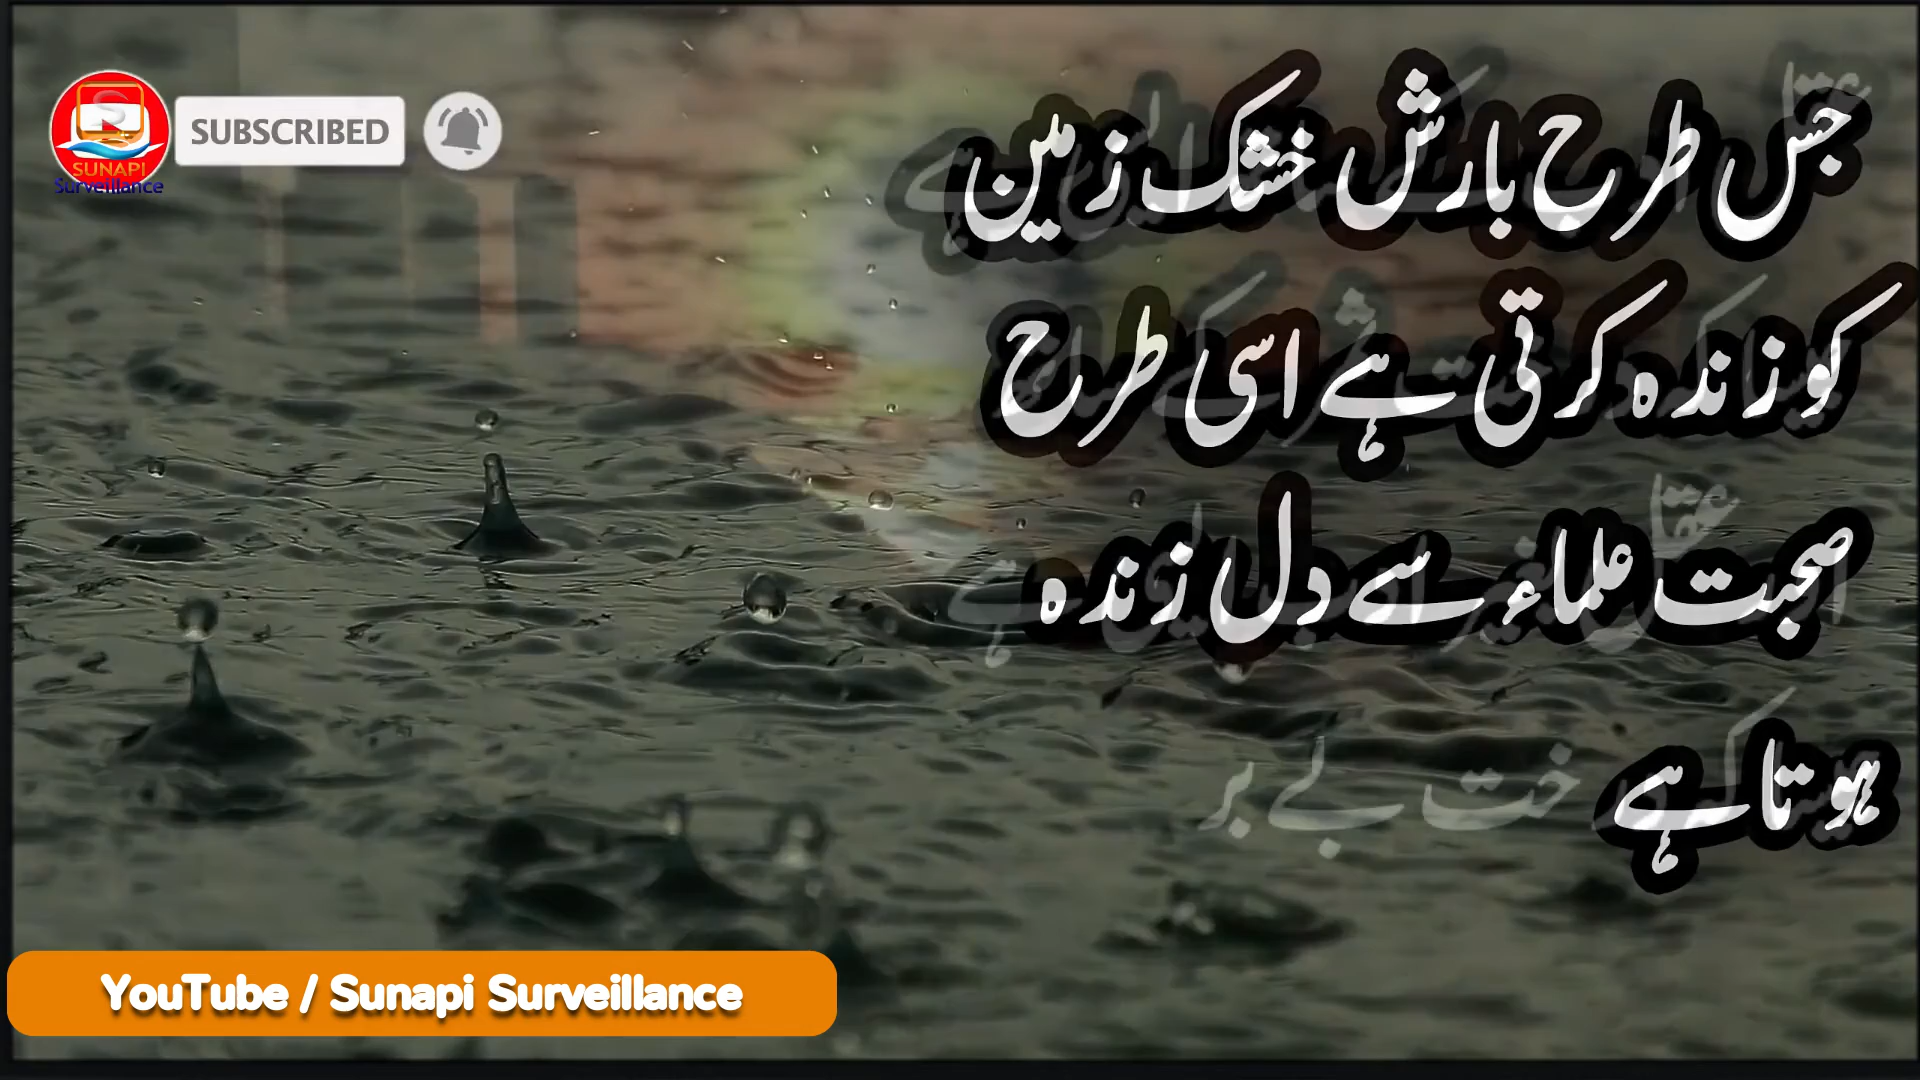 SUBSCRIBED
SUNAPI
Surveillance
جس طرح بارش خشک زمین
کو زندہ کرتی ہے اسی طرح
صحبت علماء سے دل زندہ
ہوتا ہے
YouTube / Sunapi Surveillance